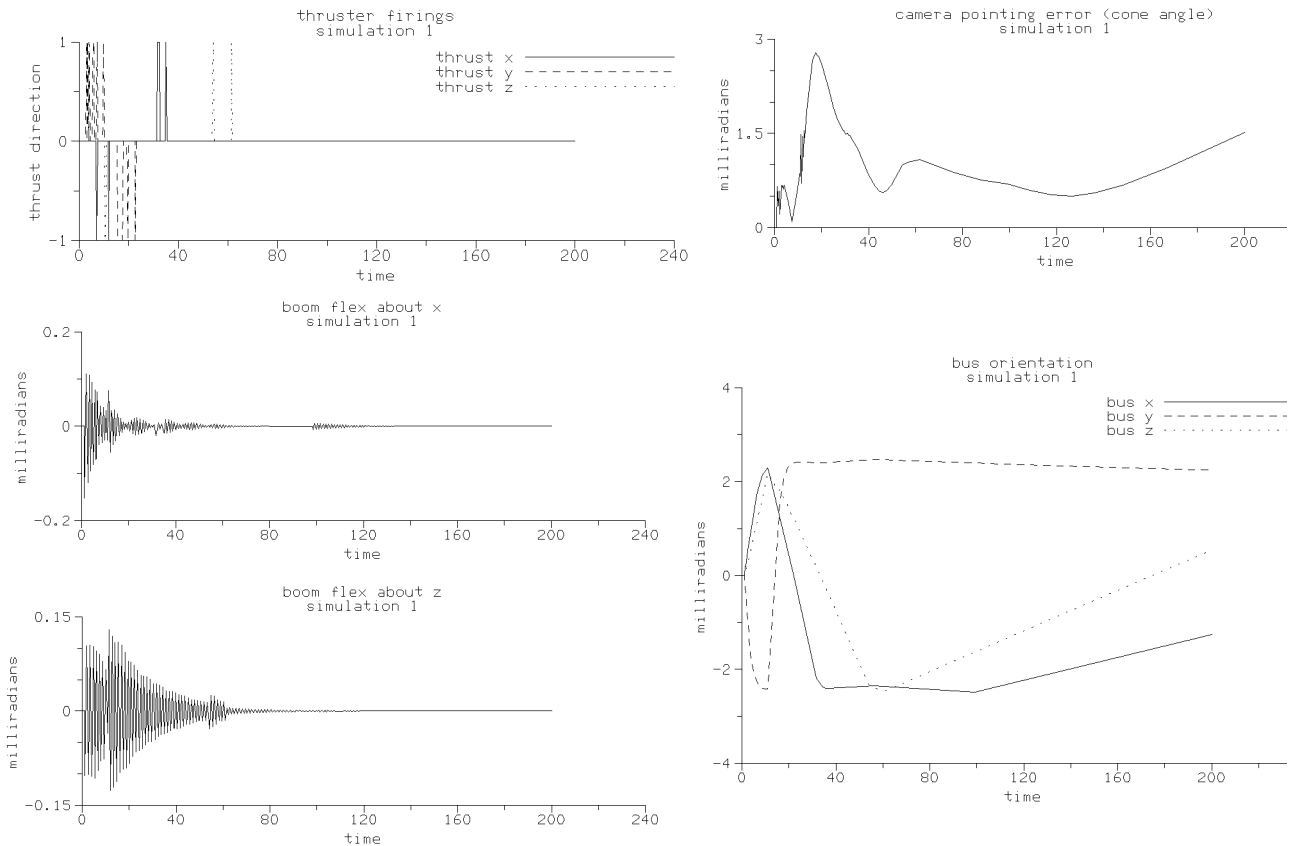 thruster firings
simulation 1
thrust x
thrust y
thrust z
1
0
-1
thrust direction
0 40 80 120 160 200 240
time
camera pointing error (cone angle)
simulation 1
3
1.5
0
milliradians
0 40 80 120 160 200
time
boom flex about x
simulation 1
0.2
0
-0.2
milliradians
0 40 80 120 160 200 240
time
bus orientation
simulation 1
bus x
bus y
bus z
4
2
0
-2
-4
milliradians
0 40 80 120 160 200
time
boom flex about z
simulation 1
0.15
0
-0.15
milliradians
0 40 80 120 160 200 240
time